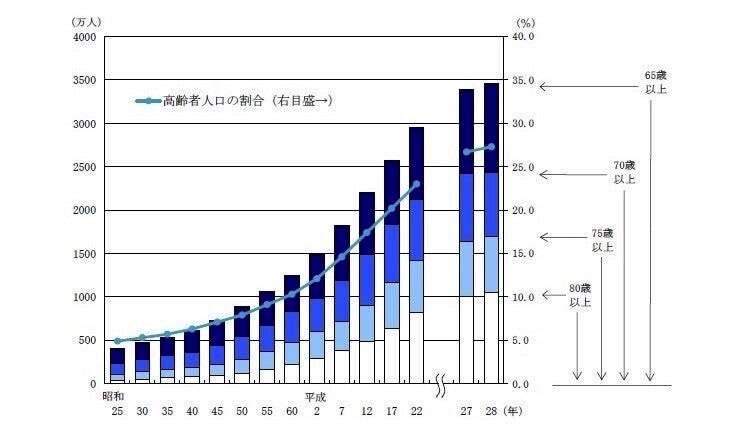 (万人)
(%)
4000
3500
3000
2500
2000
1500
1000
500
0
40.0
35.0
30.0
25.0
20.0
15.0
10.0
5.0
0.0
高齢者人口の割合（右目盛→）
65歳
以上
70歳
以上
75歳
以上
80歳
以上
昭和 平成
25 30 35 40 45 50 55 60 2 7 12 17 22 27 28 (年)